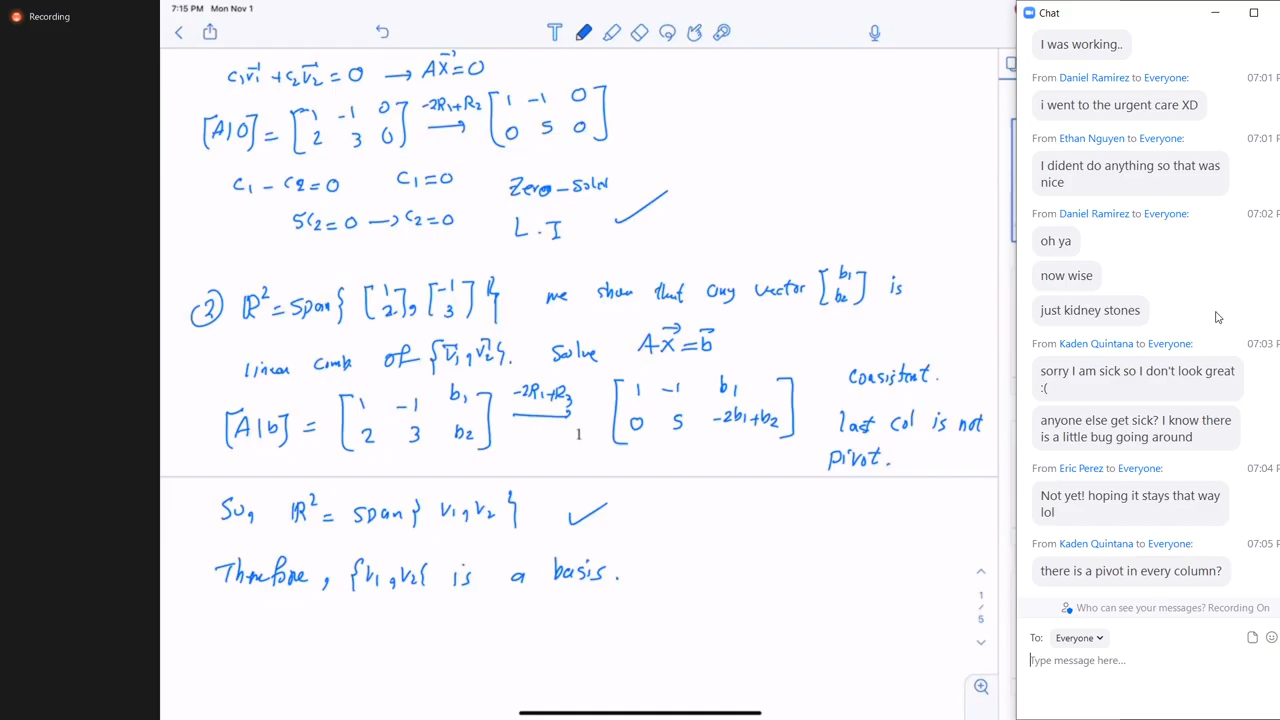 Recording
7:15 PM Mon Nov 1
c₁v₁ + c₂v₂ = 0 → Ax = 0
[A|0] = [1 -1 0
2 3 0] -2R₁+R₂ → [1 -1 0
0 5 0]
c₁ - c₂ = 0 c₁ = 0 Zero-soln
5c₂ = 0 → c₂ = 0 L.I ✓
② ℝ² = span{ [1 2], [-1 3] } we show that any vector [b₁ b₂] is
linear comb of {v₁, v₂}. solve Ax = b
[A|b] = [1 -1 b₁
2 3 b₂] -2R₁+R₃ → [1 -1 b₁
0 5 -2b₁+b₂] consistent.
last col is not
pivot.
So, ℝ² = span{ v₁, v₂ } ✓
Therefore, {v₁, v₂} is a basis.
1
/
5
Chat
I was working..
From Daniel Ramirez to Everyone: 07:01 P
i went to the urgent care XD
From Ethan Nguyen to Everyone: 07:01 P
I dident do anything so that was
nice
From Daniel Ramirez to Everyone: 07:02 P
oh ya
now wise
just kidney stones
From Kaden Quintana to Everyone: 07:03 P
sorry I am sick so I don't look great
:(
anyone else get sick? I know there
is a little bug going around
From Eric Perez to Everyone: 07:04 P
Not yet! hoping it stays that way
lol
From Kaden Quintana to Everyone: 07:05 P
there is a pivot in every column?
Who can see your messages? Recording On
To: Everyone
Type message here...